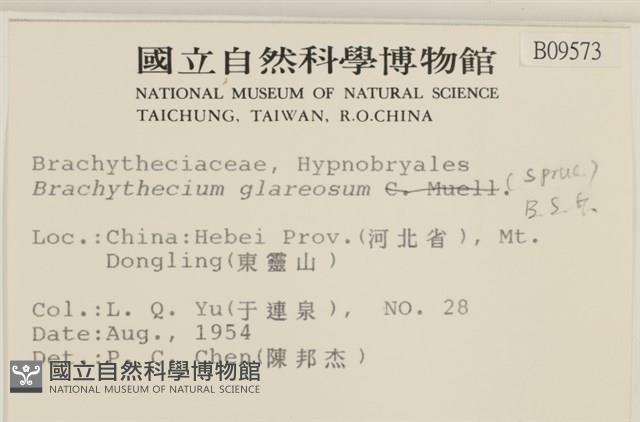 B09573
國立自然科學博物館
NATIONAL MUSEUM OF NATURAL SCIENCE
TAICHUNG, TAIWAN, R.O.CHINA
Brachytheciaceae, Hypnobryales
Brachythecium glareosum C. Muell. (Spruc.)
B.S.G.
Loc.:China:Hebei Prov.(河北省), Mt.
Dongling(東靈山)
Col.:L. Q. Yu(于連泉), NO. 28
Date:Aug., 1954
Det.:P. C. Chen(陳邦杰)
國立自然科學博物館
NATIONAL MUSEUM OF NATURAL SCIENCE